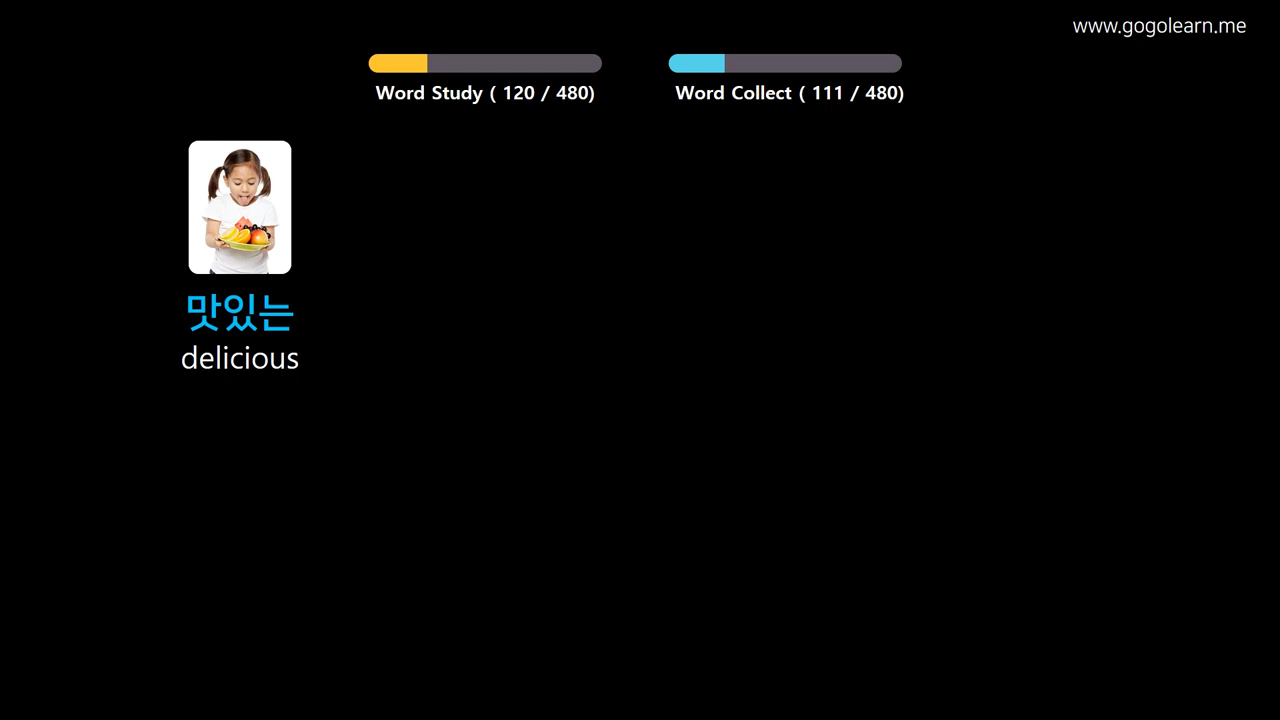 www.gogolearn.me
Word Study ( 120 / 480)
Word Collect ( 111 / 480)
맛있는
delicious